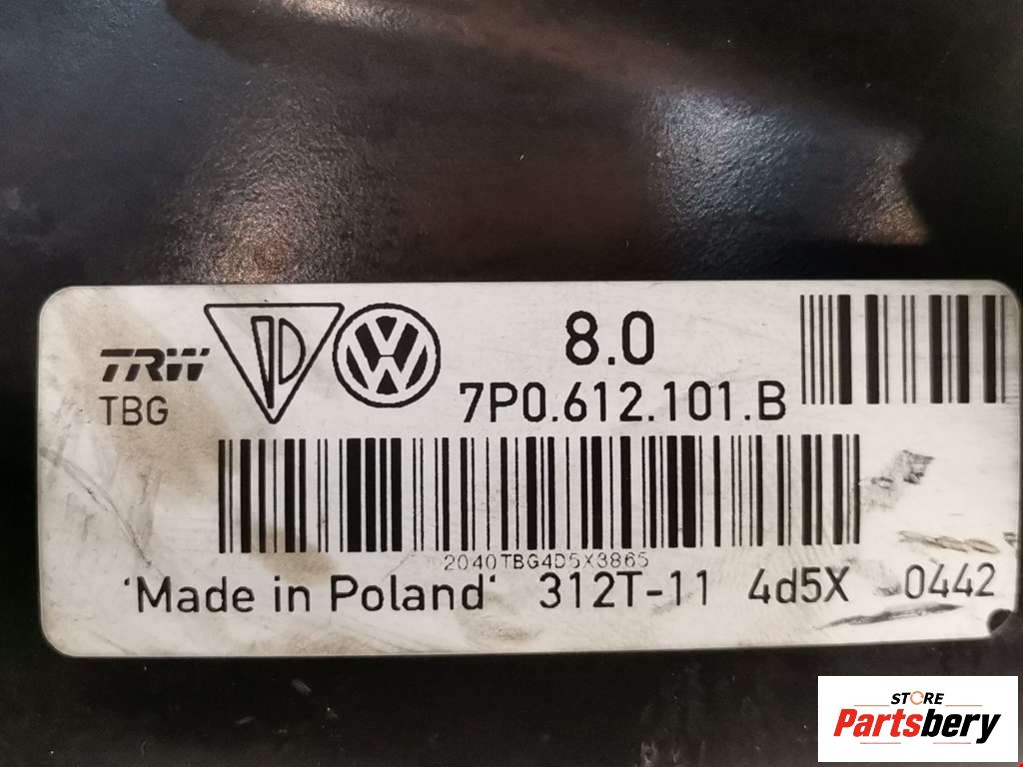 TRW
TBG
8.0
7P0.612.101.B
2040TBG4D5X3865
'Made in Poland' 312T-11 4d5X 0442
STORE
Partsbery